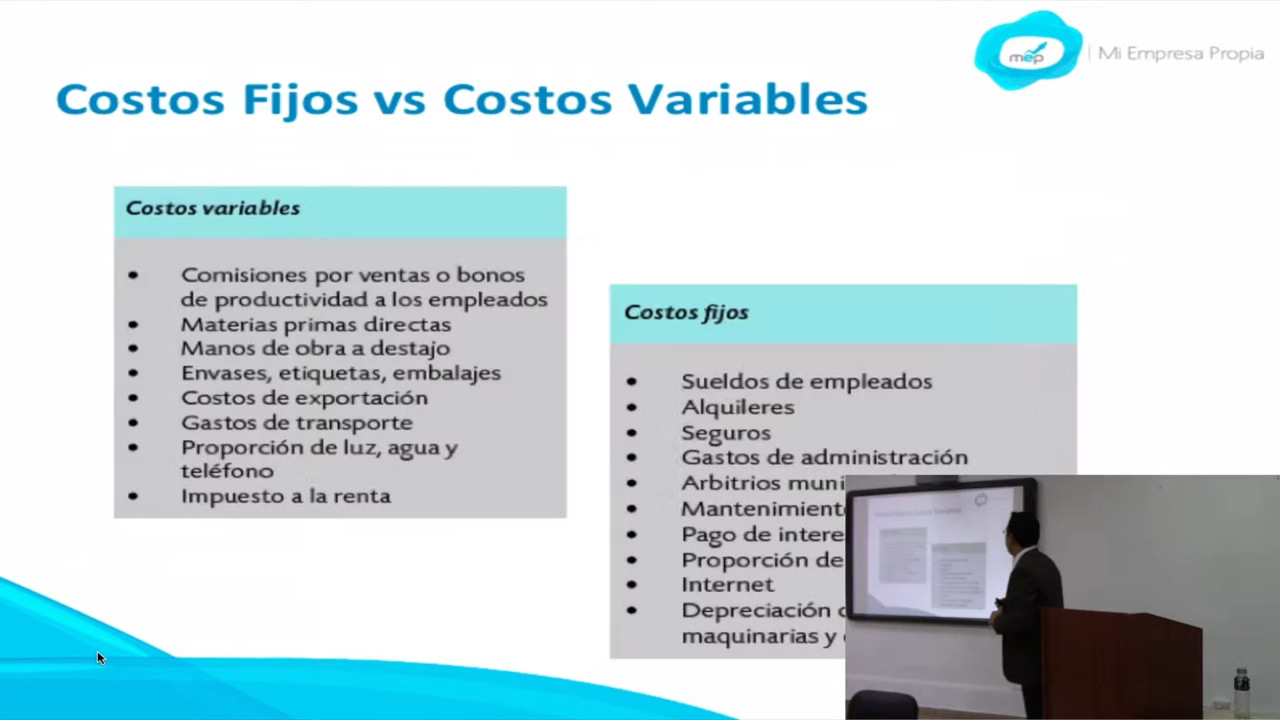 mep | Mi Empresa Propia
Costos Fijos vs Costos Variables
Costos variables
• Comisiones por ventas o bonos
de productividad a los empleados
• Materias primas directas
• Manos de obra a destajo
• Envases, etiquetas, embalajes
• Costos de exportación
• Gastos de transporte
• Proporción de luz, agua y
teléfono
• Impuesto a la renta
Costos fijos
• Sueldos de empleados
• Alquileres
• Seguros
• Gastos de administración
• Arbitrios
• Mantenimiento
• Pago de
• Proporción de
• Internet
• Depreciación
maquinarias y